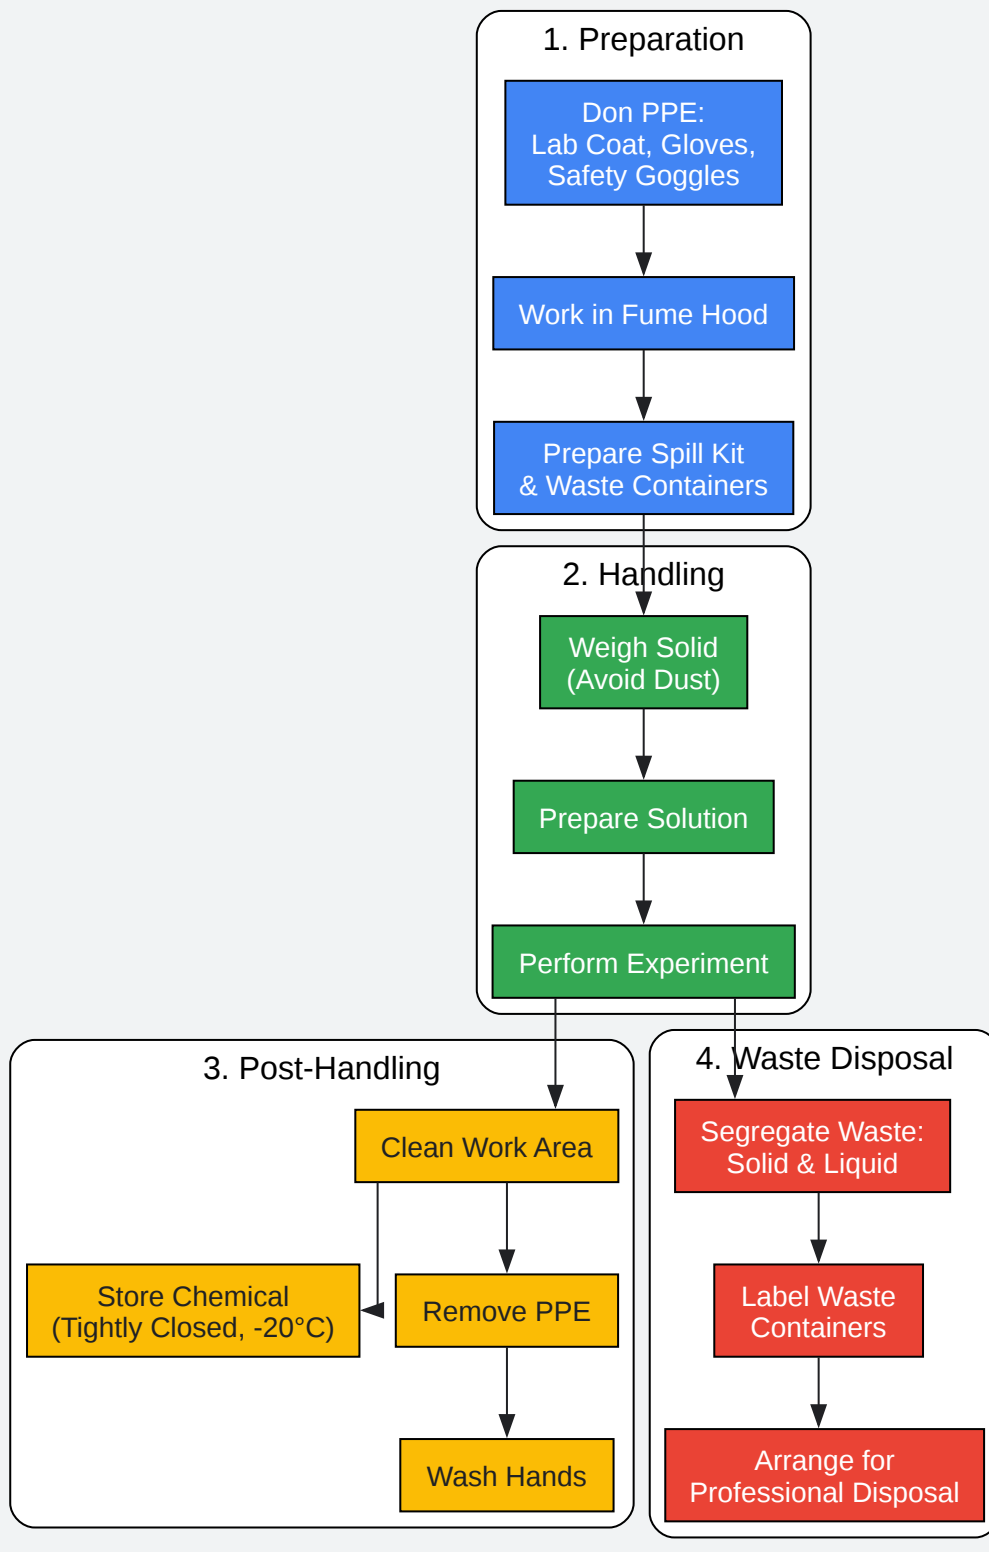 1. Preparation
Don PPE:
Lab Coat, Gloves,
Safety Goggles
Work in Fume Hood
Prepare Spill Kit
& Waste Containers
2. Handling
Weigh Solid
(Avoid Dust)
Prepare Solution
Perform Experiment
3. Post-Handling
Clean Work Area
Store Chemical
(Tightly Closed, -20°C)
Remove PPE
Wash Hands
4. Waste Disposal
Segregate Waste:
Solid & Liquid
Label Waste
Containers
Arrange for
Professional Disposal